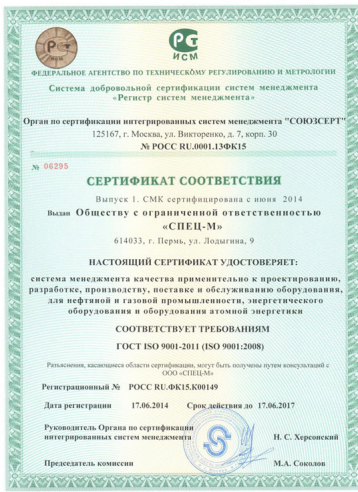 РСТ
ИСМ
ФЕДЕРАЛЬНОЕ АГЕНТСТВО ПО ТЕХНИЧЕСКОМУ РЕГУЛИРОВАНИЮ И МЕТРОЛОГИИ
Система добровольной сертификации систем менеджмента
«Регистр систем менеджмента»
Орган по сертификации интегрированных систем менеджмента "СОЮЗСЕРТ"
125167, г. Москва, ул. Викторенко, д. 7, корп. 30
№ РОСС RU.0001.13ФК15
№ 06295
СЕРТИФИКАТ СООТВЕТСТВИЯ
Выпуск 1. СМК сертифицирована с июня 2014
Выдан Обществу с ограниченной ответственностью
«СПЕЦ-М»
614033, г. Пермь, ул. Лодыгина, 9
НАСТОЯЩИЙ СЕРТИФИКАТ УДОСТОВЕРЯЕТ:
система менеджмента качества применительно к проектированию,
разработке, производству, поставке и обслуживанию оборудования,
для нефтяной и газовой промышленности, энергетического
оборудования и оборудования атомной энергетики
СООТВЕТСТВУЕТ ТРЕБОВАНИЯМ
ГОСТ ISO 9001-2011 (ISO 9001:2008)
Разъяснения, касающиеся области сертификации, могут быть получены путем консультаций с
ООО «СПЕЦ-М»
Регистрационный № РОСС RU.ФК15.К00149
Дата регистрации 17.06.2014 Срок действия до 17.06.2017
Руководитель Органа по сертификации
интегрированных систем менеджмента Н. С. Херсонский
Председатель комиссии М.А. Соколов